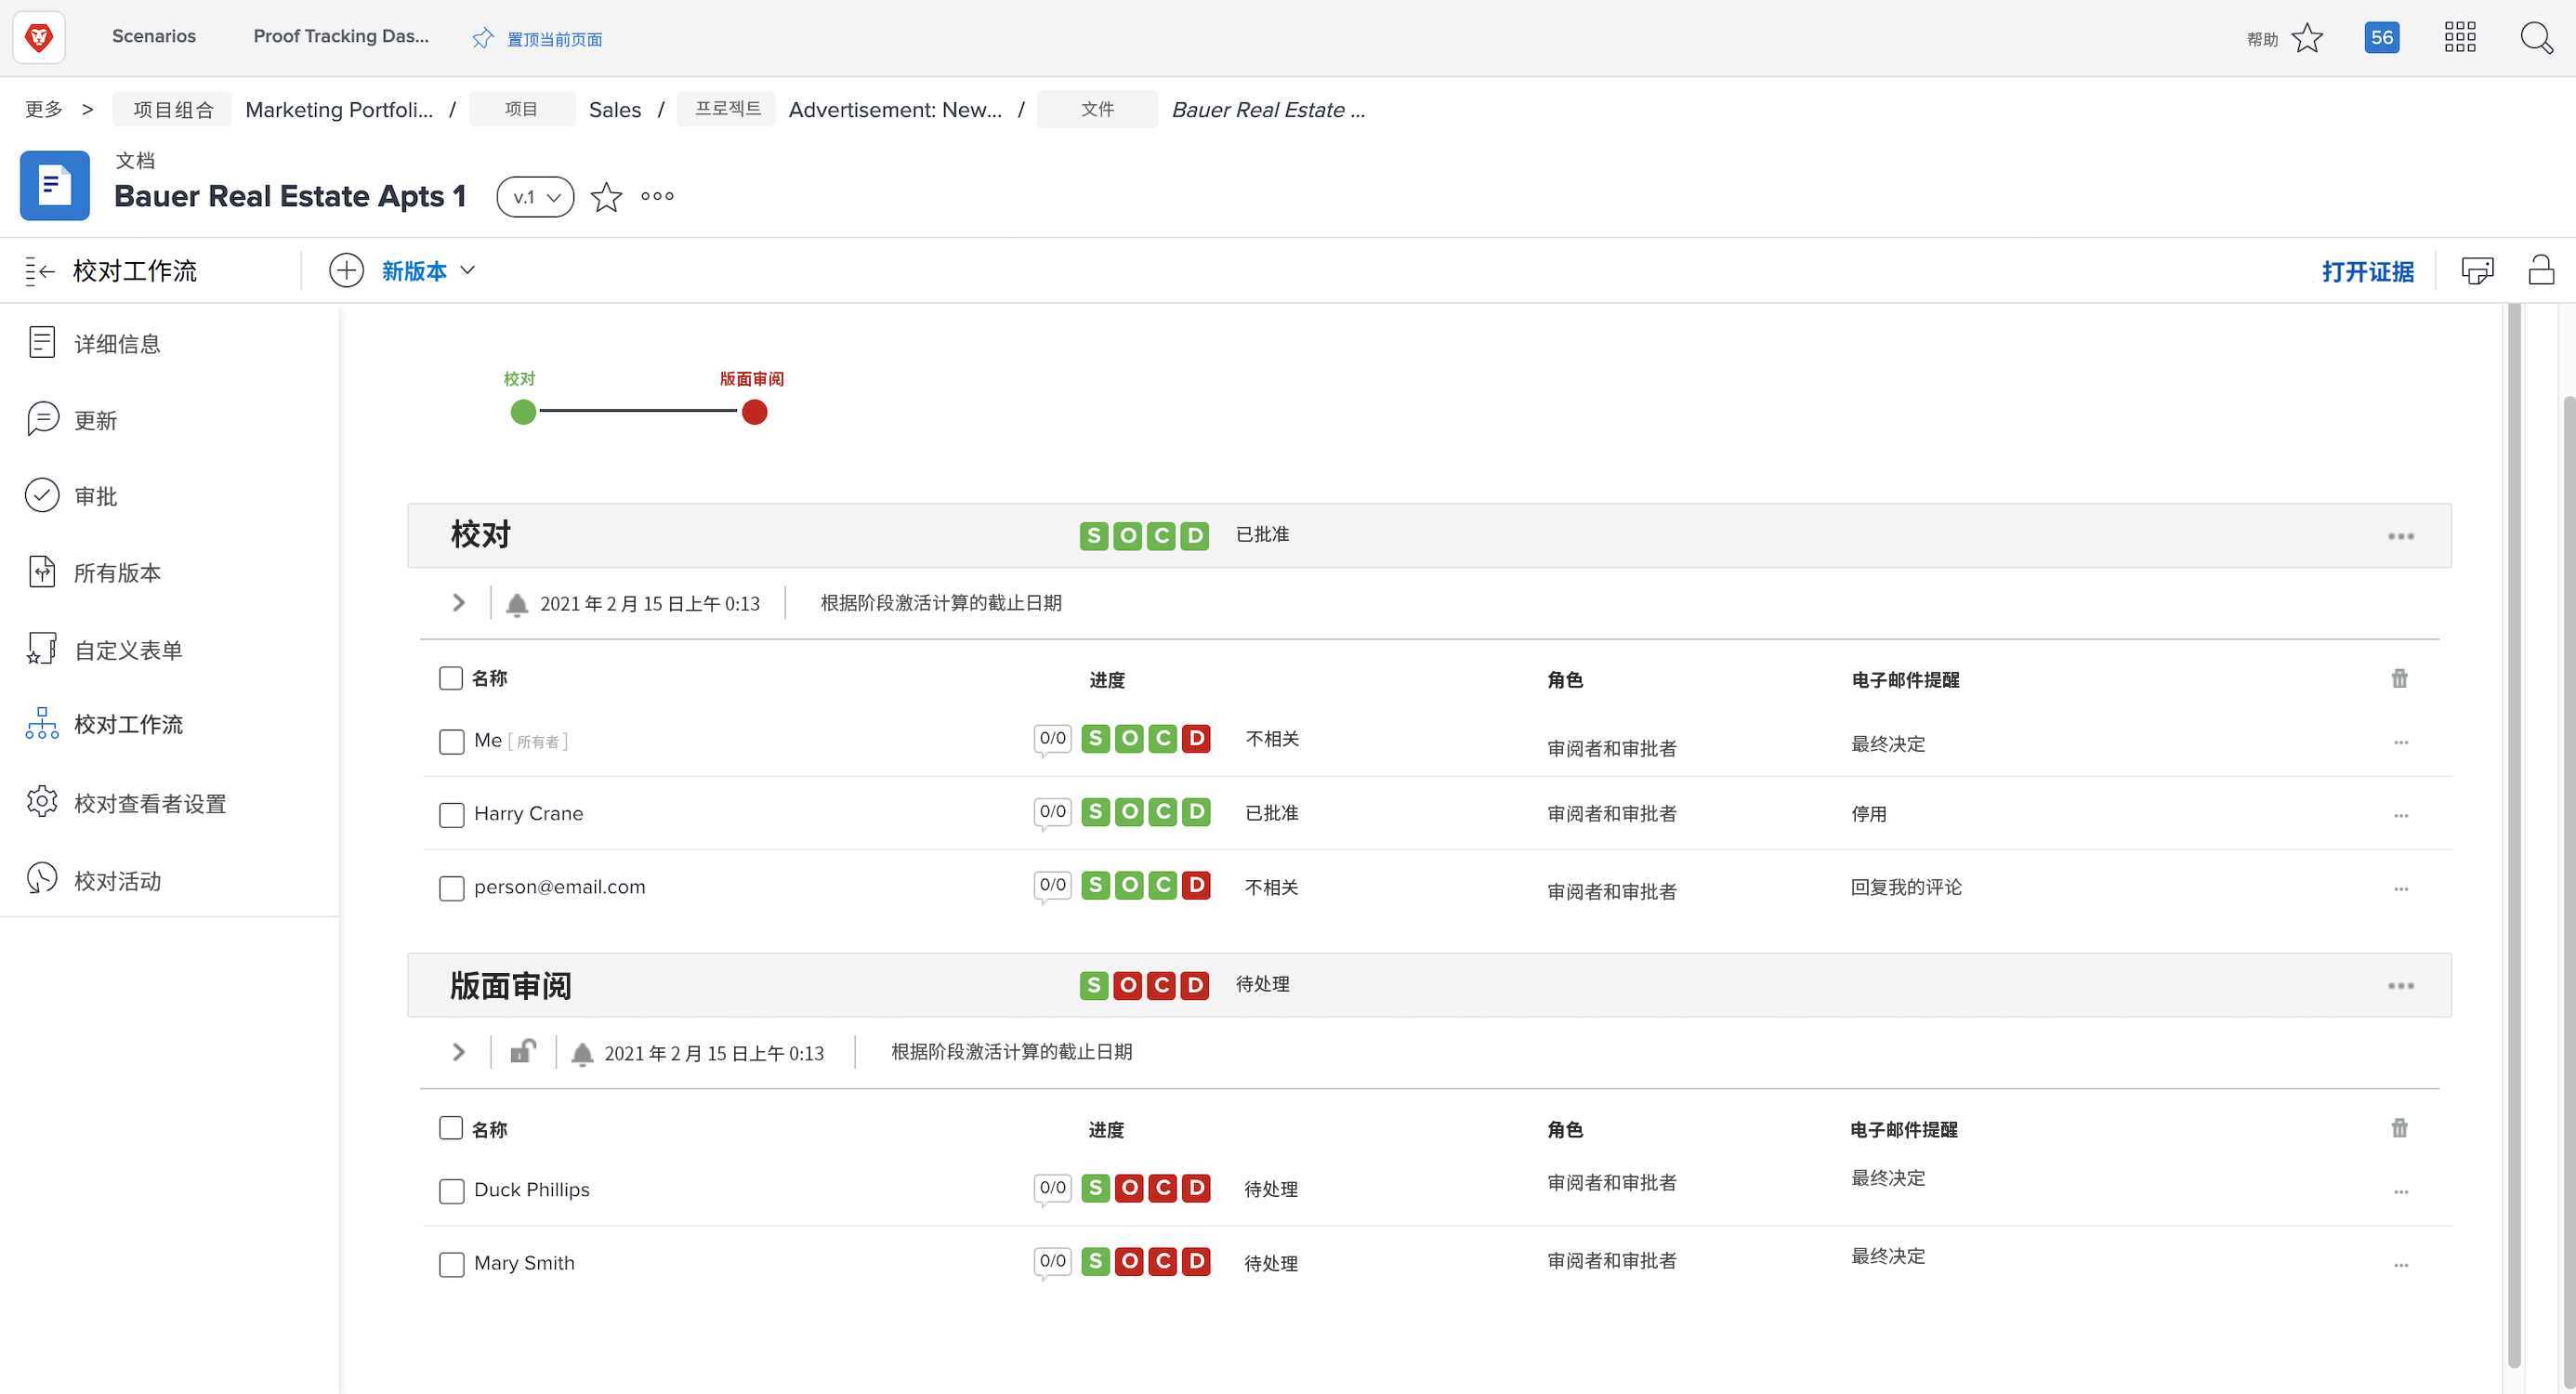 Scenarios Proof Tracking Das... 置顶当前页面 帮助 56
更多 > 项目组合 Marketing Portfoli... / 项目 Sales / 프로젝트 Advertisement: New... / 文件 Bauer Real Estate ...
文档
Bauer Real Estate Apts 1 v.1
校对工作流 新版本 打开证据
详细信息
更新
审批
所有版本
自定义表单
校对工作流
校对查看者设置
校对活动
校对 版面审阅
校对 S O C D 已批准
2021 年 2 月 15 日上午 0:13 根据阶段激活计算的截止日期
名称 进度 角色 电子邮件提醒
Me [ 所有者 ] 0/0 S O C D 不相关 审阅者和审批者 最终决定
Harry Crane 0/0 S O C D 已批准 审阅者和审批者 停用
person@email.com 0/0 S O C D 不相关 审阅者和审批者 回复我的评论
版面审阅 S O C D 待处理
2021 年 2 月 15 日上午 0:13 根据阶段激活计算的截止日期
名称 进度 角色 电子邮件提醒
Duck Phillips 0/0 S O C D 待处理 审阅者和审批者 最终决定
Mary Smith 0/0 S O C D 待处理 审阅者和审批者 最终决定